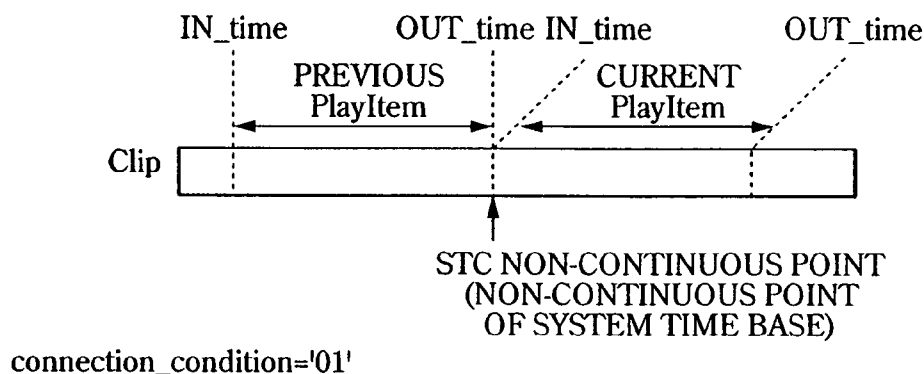 IN_time OUT_time IN_time OUT_time
PREVIOUS
PlayItem
CURRENT
PlayItem
Clip
STC NON-CONTINUOUS POINT
(NON-CONTINUOUS POINT
OF SYSTEM TIME BASE)
connection_condition='01'